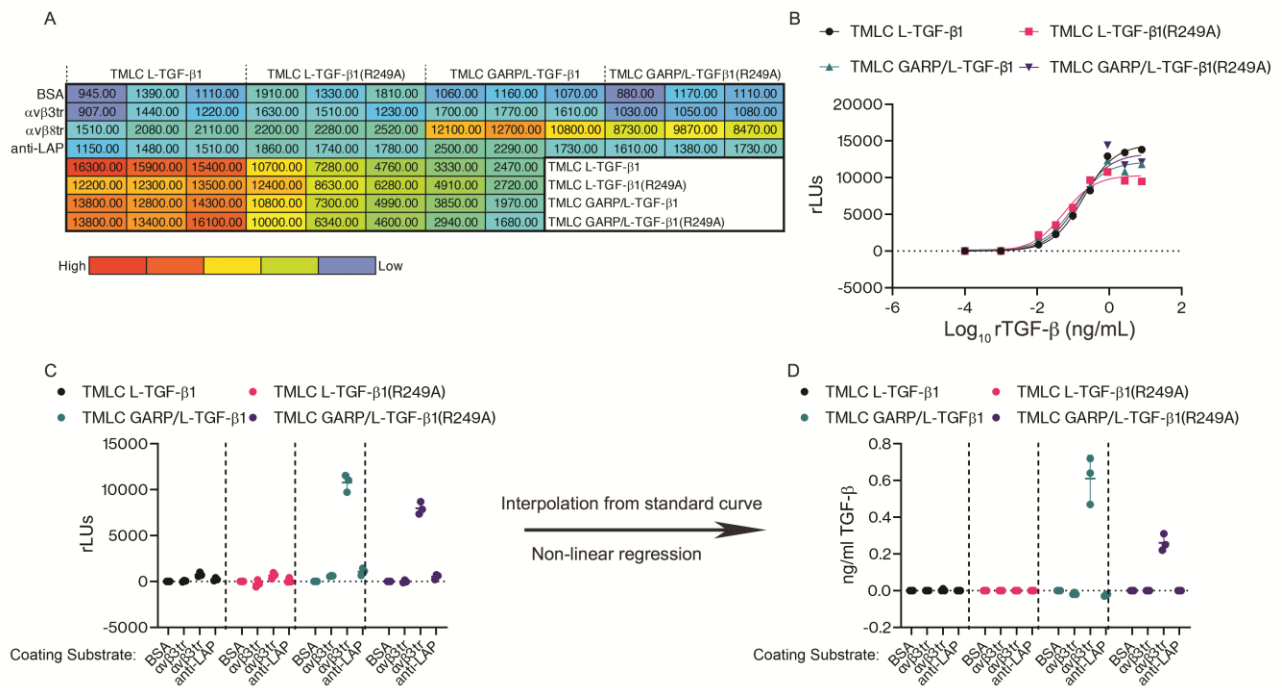 A
TMLC L-TGF-β1 TMLC L-TGF-β1(R249A) TMLC GARP/L-TGF-β1 TMLC GARP/L-TGFβ1(R249A)
BSA 945.00 1390.00 1110.00 1910.00 1330.00 1810.00 1060.00 1160.00 1070.00 880.00 1170.00 1110.00
αvβ3tr 907.00 1440.00 1220.00 1630.00 1510.00 1230.00 1700.00 1770.00 1610.00 1030.00 1050.00 1080.00
αvβ8tr 1510.00 2080.00 2110.00 2200.00 2280.00 2520.00 12100.00 12700.00 10800.00 8730.00 9870.00 8470.00
anti-LAP 1150.00 1480.00 1510.00 1860.00 1740.00 1780.00 2500.00 2290.00 1730.00 1610.00 1380.00 1730.00
16300.00 15900.00 15400.00 10700.00 7280.00 4760.00 3330.00 2470.00 TMLC L-TGF-β1
12200.00 12300.00 13500.00 12400.00 8630.00 6280.00 4910.00 2720.00 TMLC L-TGF-β1(R249A)
13800.00 12800.00 14300.00 10800.00 7300.00 4990.00 3850.00 1970.00 TMLC GARP/L-TGF-β1
13800.00 13400.00 16100.00 10000.00 6340.00 4600.00 2940.00 1680.00 TMLC GARP/L-TGF-β1(R249A)
High Low
B
TMLC L-TGF-β1 TMLC L-TGF-β1(R249A)
TMLC GARP/L-TGF-β1 TMLC GARP/L-TGF-β1(R249A)
rLUs
20000
15000
10000
5000
0
-5000
-6 -4 -2 0 2
Log10 rTGF-β (ng/mL)
C
TMLC L-TGF-β1 TMLC L-TGF-β1(R249A)
TMLC GARP/L-TGF-β1 TMLC GARP/L-TGF-β1(R249A)
rLUs
15000
10000
5000
0
-5000
Coating Substrate: BSA αvβ3tr αvβ3tr anti-LAP BSA αvβ3tr αvβ3tr anti-LAP BSA αvβ3tr αvβ3tr anti-LAP BSA αvβ3tr αvβ3tr anti-LAP
Interpolation from standard curve
Non-linear regression
D
TMLC L-TGF-β1 TMLC L-TGF-β1(R249A)
TMLC GARP/L-TGFβ1 TMLC GARP/L-TGF-β1(R249A)
ng/ml TGF-β
0.8
0.6
0.4
0.2
0.0
-0.2
Coating Substrate: BSA αvβ3tr αvβ3tr anti-LAP BSA αvβ3tr αvβ3tr anti-LAP BSA αvβ3tr αvβ3tr anti-LAP BSA αvβ3tr αvβ3tr anti-LAP